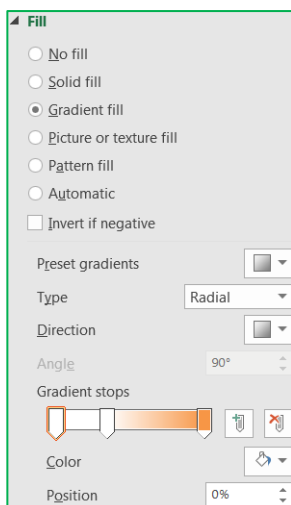 Fill
No fill
Solid fill
Gradient fill
Picture or texture fill
Pattern fill
Automatic
Invert if negative
Preset gradients
Type Radial
Direction
Angle 90°
Gradient stops
Color
Position 0%